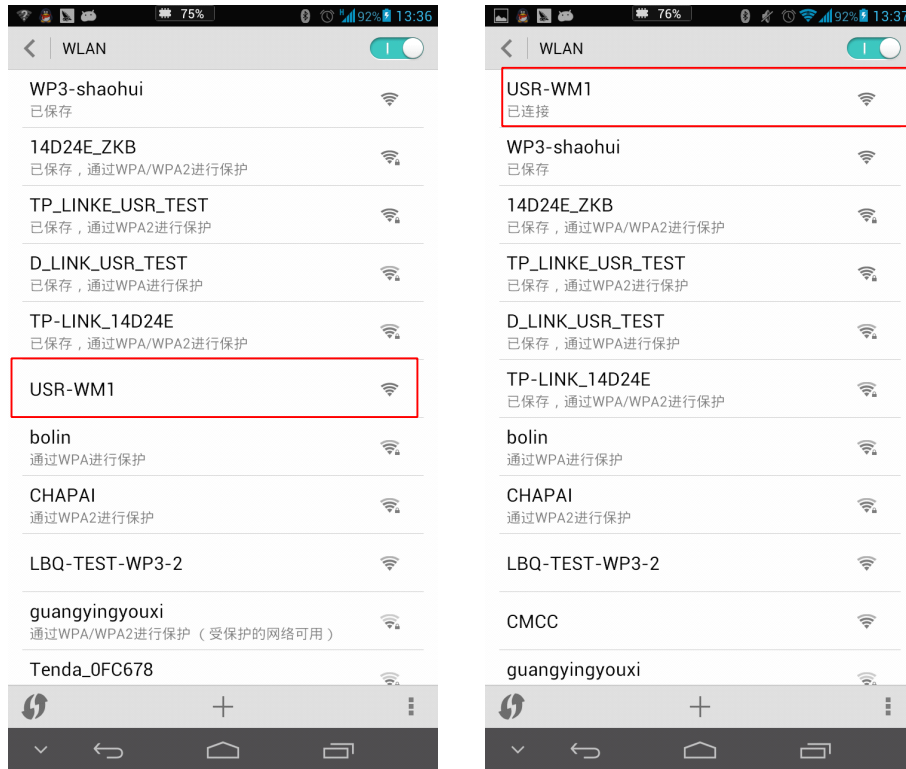 75%
92%
13:36
WLAN
WP3-shaohui
已保存
14D24E_ZKB
已保存，通过WPA/WPA2进行保护
TP_LINKE_USR_TEST
已保存，通过WPA2进行保护
D_LINK_USR_TEST
已保存，通过WPA进行保护
TP-LINK_14D24E
已保存，通过WPA/WPA2进行保护
USR-WM1
bolin
通过WPA进行保护
CHAPAI
通过WPA2进行保护
LBQ-TEST-WP3-2
guangyingyouxi
通过WPA/WPA2进行保护（受保护的网络可用）
Tenda_0FC678
76%
92%
13:37
WLAN
USR-WM1
已连接
WP3-shaohui
已保存
14D24E_ZKB
已保存，通过WPA/WPA2进行保护
TP_LINKE_USR_TEST
已保存，通过WPA2进行保护
D_LINK_USR_TEST
已保存，通过WPA进行保护
TP-LINK_14D24E
已保存，通过WPA/WPA2进行保护
bolin
通过WPA进行保护
CHAPAI
通过WPA2进行保护
LBQ-TEST-WP3-2
CMCC
guangyingyouxi